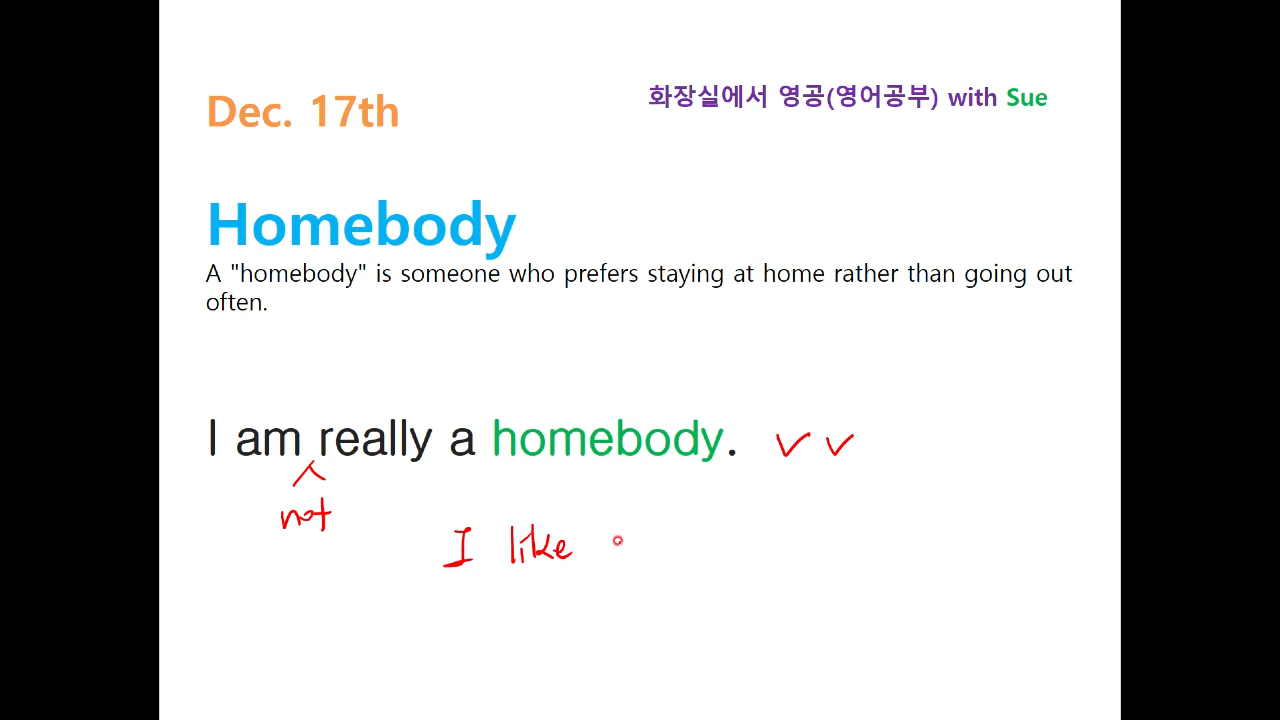 Dec. 17th
화장실에서 영공(영어공부) with Sue
Homebody
A "homebody" is someone who prefers staying at home rather than going out
often.
I am really a homebody.
not
I like